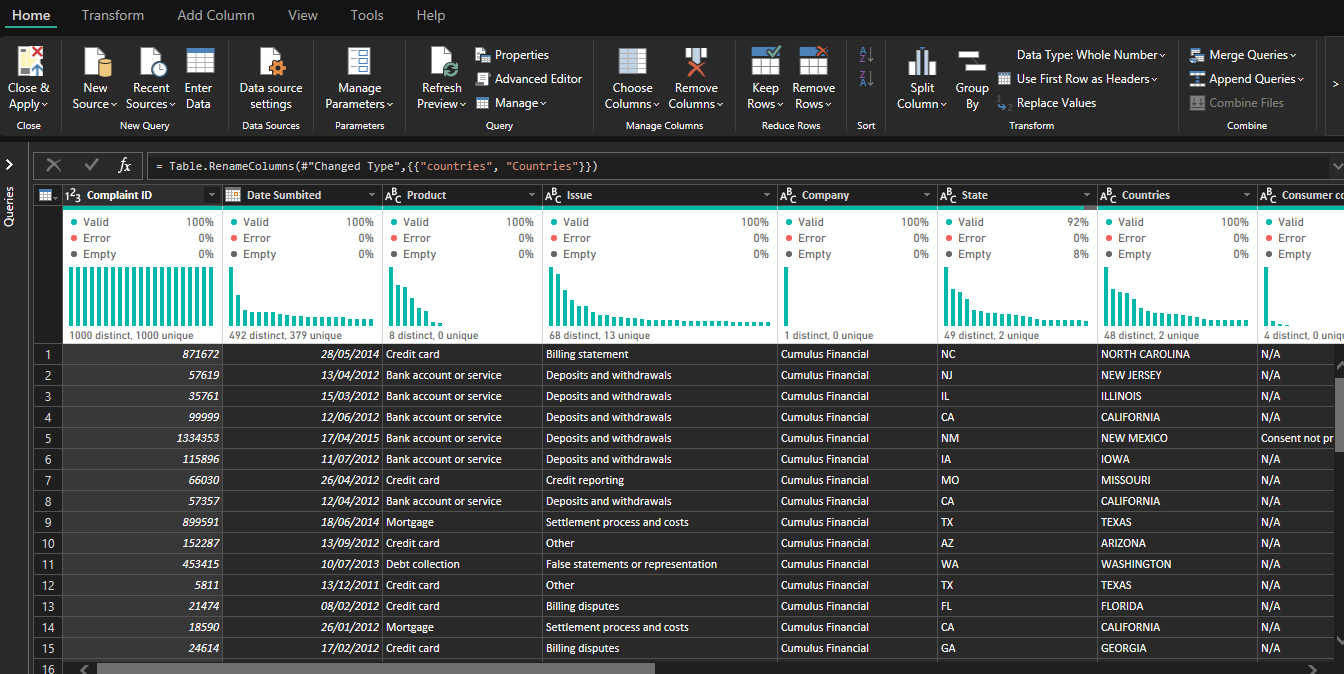 Home Transform Add Column View Tools Help
Close & Apply
New Source
Recent Sources
Enter Data
Data source settings
Manage Parameters
Refresh Preview
Properties
Advanced Editor
Manage
Choose Columns
Remove Columns
Keep Rows
Remove Rows
A Z
Z A
Split Column
Group By
Data Type: Whole Number
Use First Row as Headers
1 2 Replace Values
Merge Queries
Append Queries
Combine Files
Close New Query Data Sources Parameters Query Manage Columns Reduce Rows Sort Transform Combine
fx = Table.RenameColumns(#"Changed Type",{{"countries", "Countries"}})
Queries
123 Complaint ID Date Sumbited ABC Product ABC Issue ABC Company ABC State ABC Countries ABC Consumer co
Valid 100% Valid 100% Valid 100% Valid 100% Valid 100% Valid 92% Valid 100% Valid
Error 0% Error 0% Error 0% Error 0% Error 0% Error 0% Error 0% Error
Empty 0% Empty 0% Empty 0% Empty 0% Empty 0% Empty 8% Empty 0% Empty
1000 distinct, 1000 unique 492 distinct, 379 unique 8 distinct, 0 unique 68 distinct, 13 unique 1 distinct, 0 unique 49 distinct, 2 unique 48 distinct, 2 unique 4 distinct, 0 uniqu
1 871672 28/05/2014 Credit card Billing statement Cumulus Financial NC NORTH CAROLINA N/A
2 57619 13/04/2012 Bank account or service Deposits and withdrawals Cumulus Financial NJ NEW JERSEY N/A
3 35761 15/03/2012 Bank account or service Deposits and withdrawals Cumulus Financial IL ILLINOIS N/A
4 99999 12/06/2012 Bank account or service Deposits and withdrawals Cumulus Financial CA CALIFORNIA N/A
5 1334353 17/04/2015 Bank account or service Deposits and withdrawals Cumulus Financial NM NEW MEXICO Consent not pr
6 115896 11/07/2012 Bank account or service Deposits and withdrawals Cumulus Financial IA IOWA N/A
7 66030 26/04/2012 Credit card Credit reporting Cumulus Financial MO MISSOURI N/A
8 57357 12/04/2012 Bank account or service Deposits and withdrawals Cumulus Financial CA CALIFORNIA N/A
9 899591 18/06/2014 Mortgage Settlement process and costs Cumulus Financial TX TEXAS N/A
10 152287 13/09/2012 Credit card Other Cumulus Financial AZ ARIZONA N/A
11 453415 10/07/2013 Debt collection False statements or representation Cumulus Financial WA WASHINGTON N/A
12 5811 13/12/2011 Credit card Other Cumulus Financial TX TEXAS N/A
13 21474 08/02/2012 Credit card Billing disputes Cumulus Financial FL FLORIDA N/A
14 18590 26/01/2012 Mortgage Settlement process and costs Cumulus Financial CA CALIFORNIA N/A
15 24614 17/02/2012 Credit card Billing disputes Cumulus Financial GA GEORGIA N/A
16